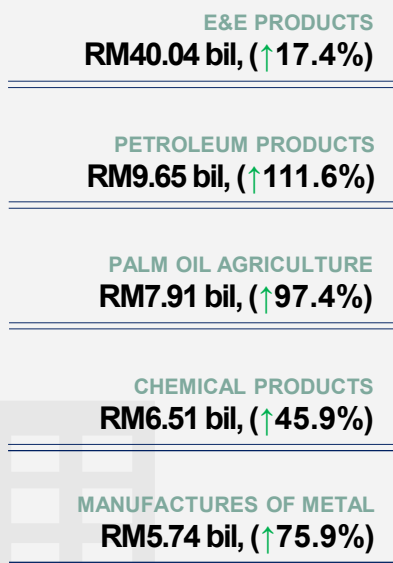 E&E PRODUCTS
RM40.04 bil, (↑17.4%)
PETROLEUM PRODUCTS
RM9.65 bil, (↑111.6%)
PALM OIL AGRICULTURE
RM7.91 bil, (↑97.4%)
CHEMICAL PRODUCTS
RM6.51 bil, (↑45.9%)
MANUFACTURES OF METAL
RM5.74 bil, (↑75.9%)